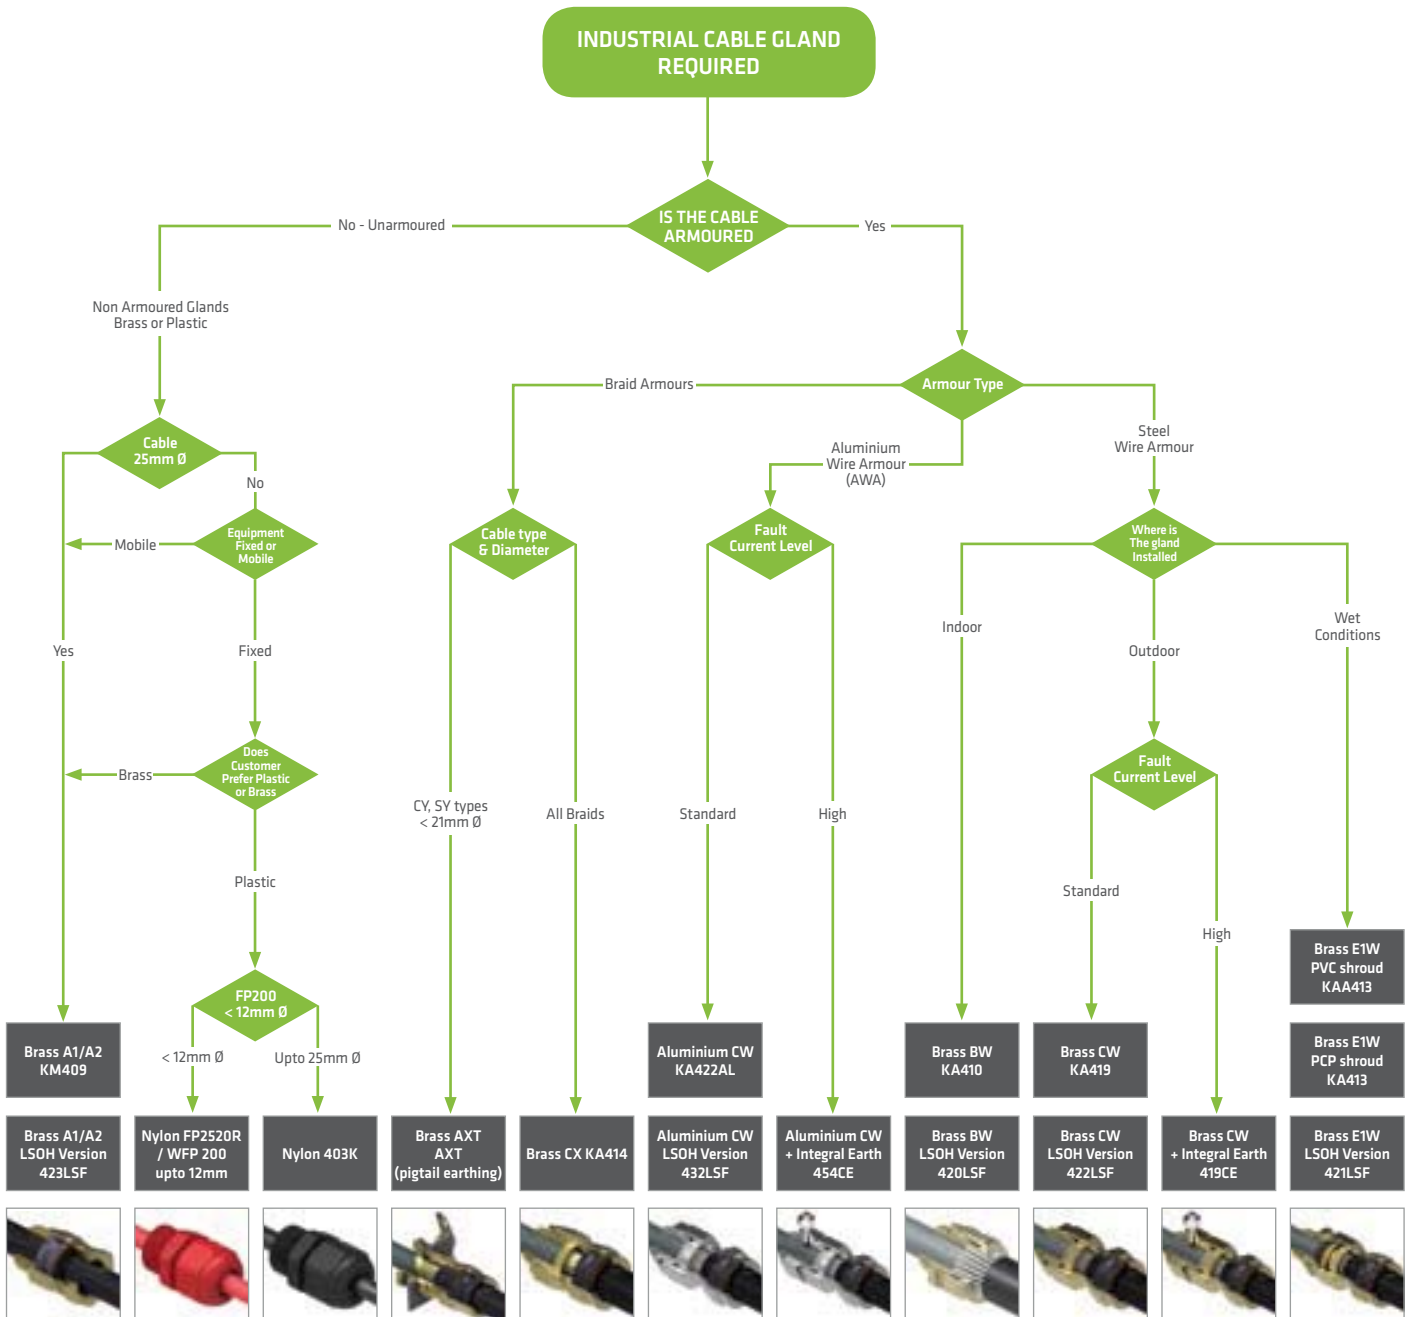 INDUSTRIAL CABLE GLAND
REQUIRED
IS THE CABLE
ARMOURED
No - Unarmoured
Yes
Non Armoured Glands
Brass or Plastic
Armour Type
Braid Armours
Aluminium
Wire Armour
(AWA)
Steel
Wire Armour
Cable
25mm Ø
No
Yes
Equipment
Fixed or
Mobile
Mobile
Fixed
Does
Customer
Prefer Plastic
or Brass
Brass
Plastic
FP200
< 12mm Ø
< 12mm Ø
Upto 25mm Ø
Cable type
& Diameter
CY, SY types
< 21mm Ø
All Braids
Fault
Current Level
Standard
High
Where is
The gland
Installed
Indoor
Outdoor
Wet
Conditions
Fault
Current Level
Standard
High
Brass E1W
PVC shroud
KAA413
Brass A1/A2
KM409
Aluminium CW
KA422AL
Brass BW
KA410
Brass CW
KA419
Brass E1W
PCP shroud
KA413
Brass A1/A2
LSOH Version
423LSF
Nylon FP2520R
/ WFP 200
upto 12mm
Nylon 403K
Brass AXT
AXT
(pigtail earthing)
Brass CX KA414
Aluminium CW
LSOH Version
432LSF
Aluminium CW
+ Integral Earth
454CE
Brass BW
LSOH Version
420LSF
Brass CW
LSOH Version
422LSF
Brass CW
+ Integral Earth
419CE
Brass E1W
LSOH Version
421LSF